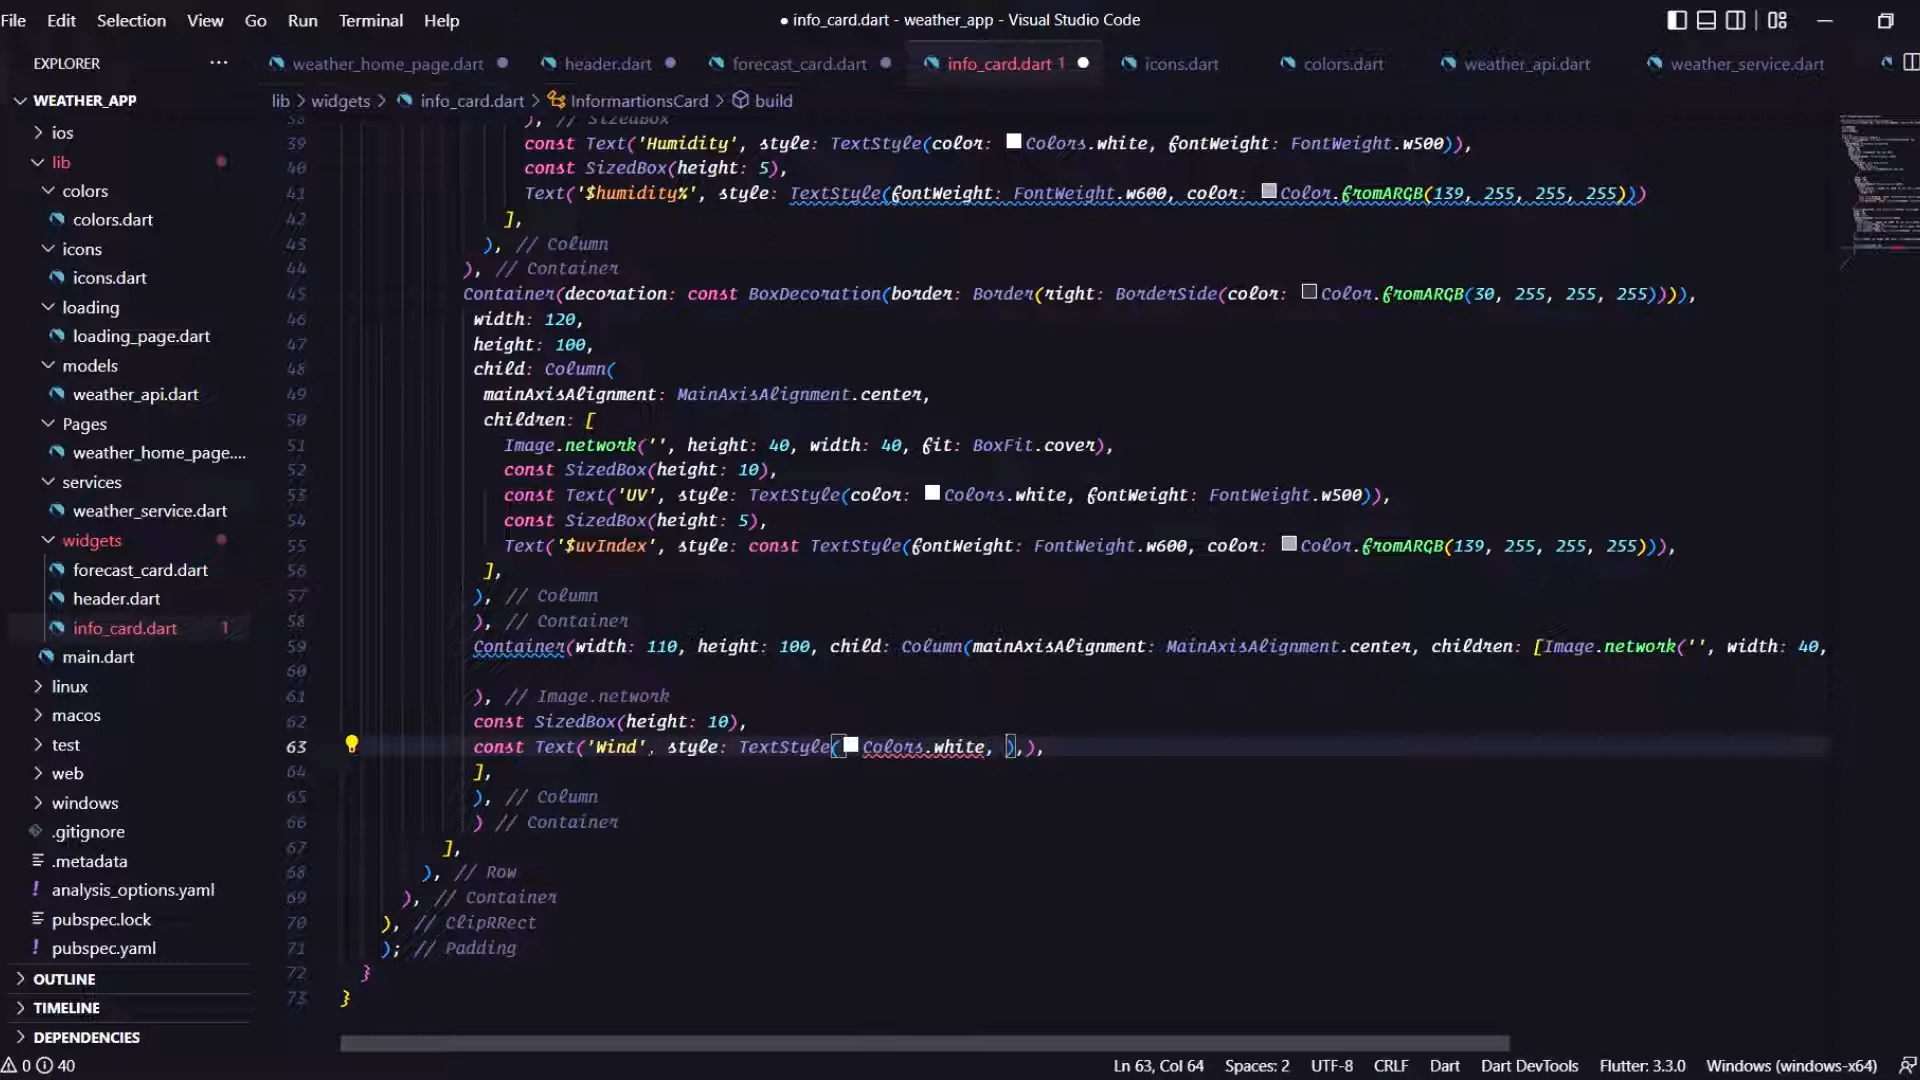 File Edit Selection View Go Run Terminal Help
● info_card.dart - weather_app - Visual Studio Code
EXPLORER ···
weather_home_page.dart header.dart forecast_card.dart info_card.dart 1 icons.dart colors.dart weather_api.dart weather_service.dart
WEATHER_APP
lib > widgets > info_card.dart > InformartionsCard > build
ios
lib
colors
colors.dart
icons
icons.dart
loading
loading_page.dart
models
weather_api.dart
Pages
weather_home_page....
services
weather_service.dart
widgets
forecast_card.dart
header.dart
info_card.dart 1
main.dart
linux
macos
test
web
windows
.gitignore
.metadata
analysis_options.yaml
pubspec.lock
pubspec.yaml
OUTLINE
TIMELINE
DEPENDENCIES
38 ), // SizedBox
39 const Text('Humidity', style: TextStyle(color: Colors.white, fontWeight: FontWeight.w500)),
40 const SizedBox(height: 5),
41 Text('$humidity%', style: TextStyle(fontWeight: FontWeight.w600, color: Color.fromARGB(139, 255, 255, 255)))
42 ],
43 ), // Column
44 ), // Container
45 Container(decoration: const BoxDecoration(border: Border(right: BorderSide(color: Color.fromARGB(30, 255, 255, 255)))),
46 width: 120,
47 height: 100,
48 child: Column(
49 mainAxisAlignment: MainAxisAlignment.center,
50 children: [
51 Image.network('', height: 40, width: 40, fit: BoxFit.cover),
52 const SizedBox(height: 10),
53 const Text('UV', style: TextStyle(color: Colors.white, fontWeight: FontWeight.w500)),
54 const SizedBox(height: 5),
55 Text('$uvIndex', style: const TextStyle(fontWeight: FontWeight.w600, color: Color.fromARGB(139, 255, 255, 255))),
56 ],
57 ), // Column
58 ), // Container
59 Container(width: 110, height: 100, child: Column(mainAxisAlignment: MainAxisAlignment.center, children: [Image.network('', width: 40,
60
61 ), // Image.network
62 const SizedBox(height: 10),
63 const Text('Wind', style: TextStyle(Colors.white, ),),
64 ],
65 ), // Column
66 ) // Container
67 ],
68 ), // Row
69 ), // Container
70 ), // ClipRRect
71 ); // Padding
72 }
73 }
0 40
Ln 63, Col 64 Spaces: 2 UTF-8 CRLF Dart Dart DevTools Flutter: 3.3.0 Windows (windows-x64)